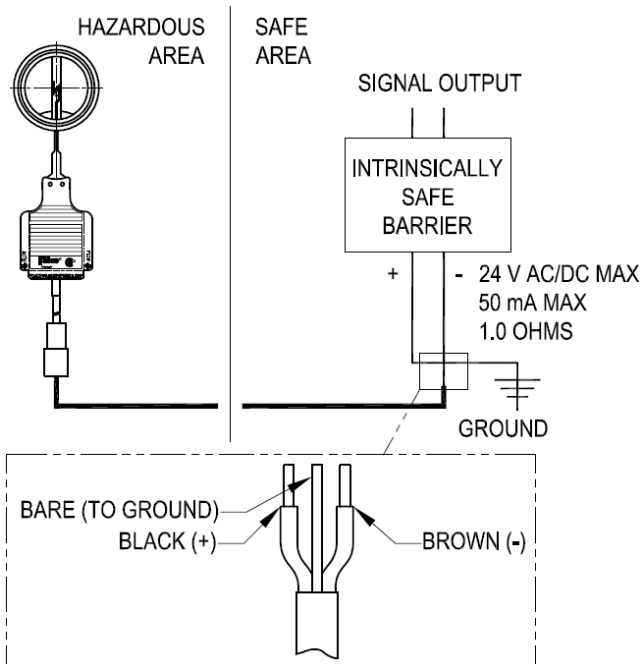 HAZARDOUS
AREA
SAFE
AREA
SIGNAL OUTPUT
INTRINSICALLY
SAFE
BARRIER
+
- 24 V AC/DC MAX
50 mA MAX
1.0 OHMS
GROUND
BARE (TO GROUND)
BLACK (+)
BROWN (-)